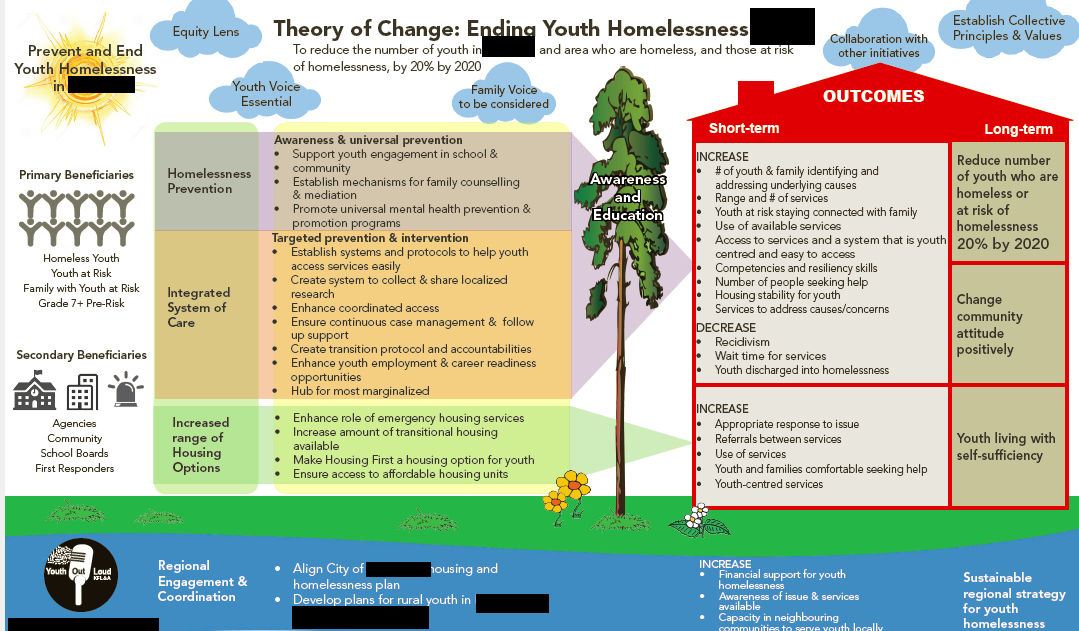 Equity Lens
Theory of Change: Ending Youth Homelessness
To reduce the number of youth in and area who are homeless, and those at risk
of homelessness, by 20% by 2020
Collaboration with
other initiatives
Establish Collective
Principles & Values
Prevent and End
Youth Homelessness
in
Youth Voice
Essential
Family Voice
to be considered
Primary Beneficiaries
Homeless Youth
Youth at Risk
Family with Youth at Risk
Grade 7+ Pre-Risk
Secondary Beneficiaries
Agencies
Community
School Boards
First Responders
Homelessness
Prevention
Awareness & universal prevention
• Support youth engagement in school &
• community
• Establish mechanisms for family counselling
& mediation
• Promote universal mental health prevention &
promotion programs
Integrated
System of
Care
Targeted prevention & intervention
• Establish systems and protocols to help youth
access services easily
• Create system to collect & share localized
research
• Enhance coordinated access
• Ensure continuous case management & follow
up support
• Create transition protocol and accountabilities
• Enhance youth employment & career readiness
opportunities
• Hub for most marginalized
Increased
range of
Housing
Options
• Enhance role of emergency housing services
• Increase amount of transitional housing
available
• Make Housing First a housing option for youth
• Ensure access to affordable housing units
Awareness
and
Education
OUTCOMES
Short-term
Long-term
INCREASE
• # of youth & family identifying and
addressing underlying causes
• Range and # of services
• Youth at risk staying connected with family
• Use of available services
• Access to services and a system that is youth
centred and easy to access
• Competencies and resiliency skills
• Number of people seeking help
• Housing stability for youth
• Services to address causes/concerns
DECREASE
• Recidivism
• Wait time for services
• Youth discharged into homelessness
Reduce number
of youth who are
homeless or
at risk of
homelessness
20% by 2020
Change
community
attitude
positively
INCREASE
• Appropriate response to issue
• Referrals between services
• Use of services
• Youth and families comfortable seeking help
• Youth-centred services
Youth living with
self-sufficiency
Youth Out Loud
KFL&A
Regional
Engagement &
Coordination
• Align City of housing and
homelessness plan
• Develop plans for rural youth in
INCREASE
• Financial support for youth
homelessness
• Awareness of issue & services
available
• Capacity in neighbouring
communities to serve youth locally
Sustainable
regional strategy
for youth
homelessness